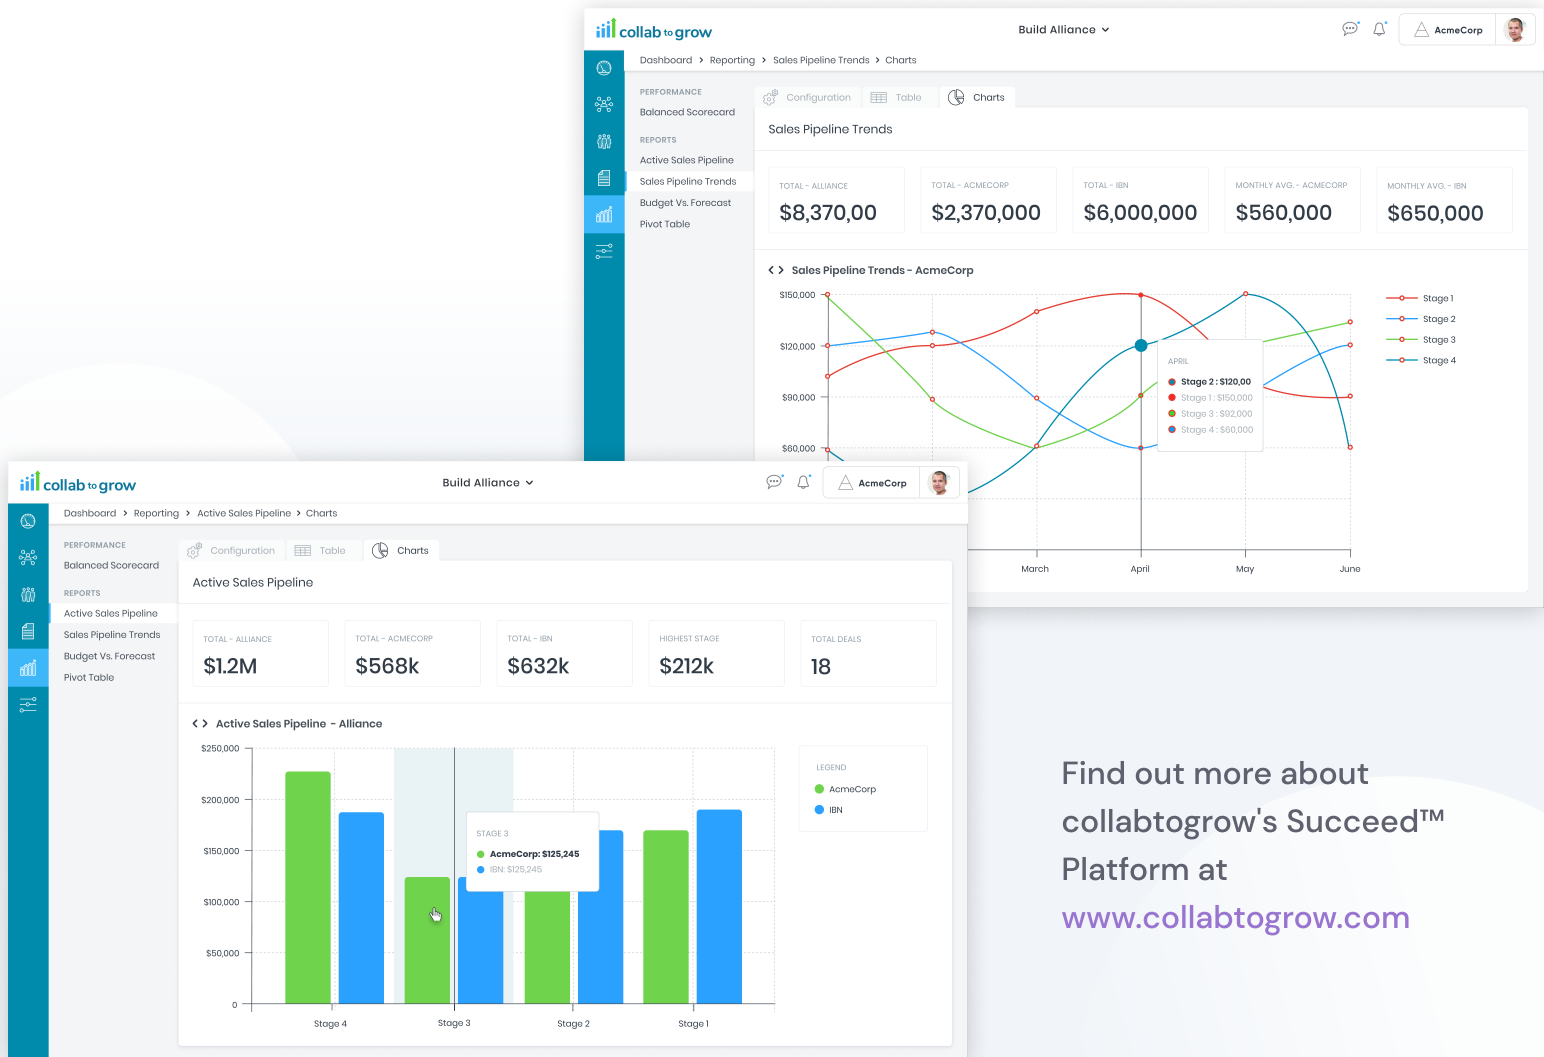 collab to grow
Build Alliance
AcmeCorp
Dashboard > Reporting > Sales Pipeline Trends > Charts
PERFORMANCE
Balanced Scorecard
REPORTS
Active Sales Pipeline
Sales Pipeline Trends
Budget Vs. Forecast
Pivot Table
Configuration
Table
Charts
Sales Pipeline Trends
TOTAL - ALLIANCE
$8,370,00
TOTAL - ACMECORP
$2,370,000
TOTAL - IBN
$6,000,000
MONTHLY AVG. - ACMECORP
$560,000
MONTHLY AVG. - IBN
$650,000
Sales Pipeline Trends - AcmeCorp
$150,000
$120,000
$90,000
$60,000
Stage 1
Stage 2
Stage 3
Stage 4
APRIL
Stage 2 : $120,00
Stage 1 : $150,000
Stage 3 : $92,000
Stage 4 : $60,000
March
April
May
June
collab to grow
Build Alliance
AcmeCorp
Dashboard > Reporting > Active Sales Pipeline > Charts
PERFORMANCE
Balanced Scorecard
REPORTS
Active Sales Pipeline
Sales Pipeline Trends
Budget Vs. Forecast
Pivot Table
Configuration
Table
Charts
Active Sales Pipeline
TOTAL - ALLIANCE
$1.2M
TOTAL - ACMECORP
$568k
TOTAL - IBN
$632k
HIGHEST STAGE
$212k
TOTAL DEALS
18
Active Sales Pipeline - Alliance
$250,000
$200,000
$150,000
$100,000
$50,000
0
STAGE 3
AcmeCorp: $125,245
IBN: $125,245
Stage 4
Stage 3
Stage 2
Stage 1
LEGEND
AcmeCorp
IBN
Find out more about
collabtogrow's Succeed™
Platform at
www.collabtogrow.com